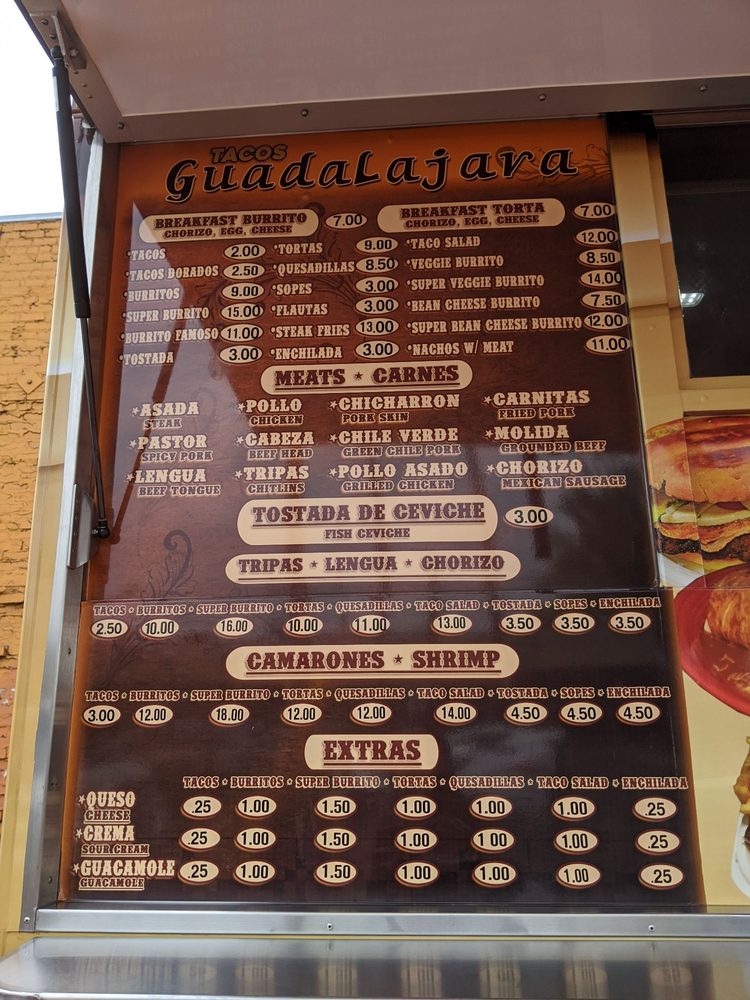 TACOS
GuadaLajara
BREAKFAST BURRITO 7.00 BREAKFAST TORTA 7.00
CHORIZO, EGG, CHEESE CHORIZO, EGG, CHEESE
*TACOS 2.00 *TORTAS 9.00 *TACO SALAD 12.00
*TACOS DORADOS 2.50 *QUESADILLAS 8.50 *VEGGIE BURRITO 8.50
*BURRITOS 9.00 *SOPES 3.00 *SUPER VEGGIE BURRITO 14.00
*SUPER BURRITO 15.00 *FLAUTAS 3.00 *BEAN CHEESE BURRITO 7.50
*BURRITO FAMOSO 11.00 *STEAK FRIES 13.00 *SUPER BEAN CHEESE BURRITO 12.00
*TOSTADA 3.00 *ENCHILADA 3.00 *NACHOS W/ MEAT 11.00
MEATS * CARNES
*ASADA *POLLO *CHICHARRON *CARNITAS
STEAK CHICKEN PORK SKIN FRIED PORK
*PASTOR *CABEZA *CHILE VERDE *MOLIDA
SPICY PORK BEEF HEAD GREEN CHILE PORK GROUNDED BEEF
*LENGUA *TRIPAS *POLLO ASADO *CHORIZO
BEEF TONGUE CHITLINS GRILLED CHICKEN MEXICAN SAUSAGE
TOSTADA DE CEVICHE 3.00
FISH CEVICHE
TRIPAS * LENGUA * CHORIZO
TACOS * BURRITOS * SUPER BURRITO * TORTAS * QUESADILLAS * TACO SALAD * TOSTADA * SOPES * ENCHILADA
2.50 10.00 16.00 10.00 11.00 13.00 3.50 3.50 3.50
CAMARONES * SHRIMP
TACOS * BURRITOS * SUPER BURRITO * TORTAS * QUESADILLAS * TACO SALAD * TOSTADA * SOPES * ENCHILADA
3.00 12.00 18.00 12.00 12.00 14.00 4.50 4.50 4.50
EXTRAS
TACOS * BURRITOS * SUPER BURRITO * TORTAS * QUESADILLAS * TACO SALAD * ENCHILADA
*QUESO .25 1.00 1.50 1.00 1.00 1.00 .25
CHEESE
*CREMA .25 1.00 1.50 1.00 1 00 1.00 .25
SOUR CREAM
*GUACAMOLE .25 1.00 1.50 1.00 1.00 1.00 .25
GUACAMOLE